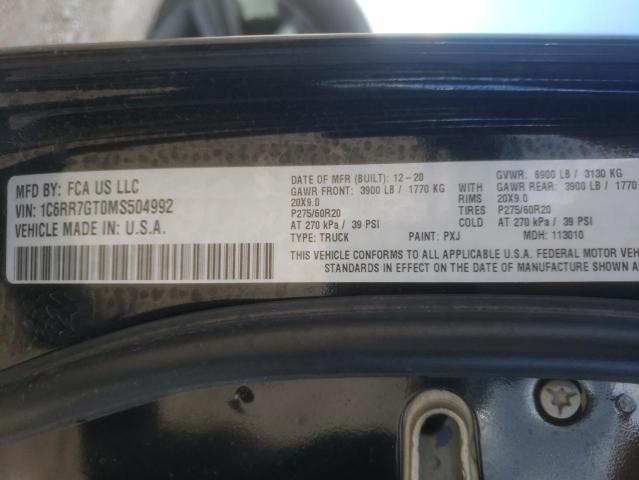 MFD BY: FCA US LLC
VIN: 1C6RR7GT0MS504992
VEHICLE MADE IN: U.S.A.
DATE OF MFR (BUILT): 12-20 GVWR: 6900 LB / 3130 KG
GAWR FRONT: 3900 LB / 1770 KG WITH GAWR REAR: 3900 LB / 1770
20X9.0 RIMS 20X9.0
P275/60R20 P275/60R20
AT 270 kPa / 39 PSI COLD AT 270 kPa / 39 PSI
TYPE: TRUCK PAINT: PXJ MDH: 113010
THIS VEHICLE CONFORMS TO ALL APPLICABLE U.S.A. FEDERAL MOTOR VEH
STANDARDS IN EFFECT ON THE DATE OF MANUFACTURE SHOWN A